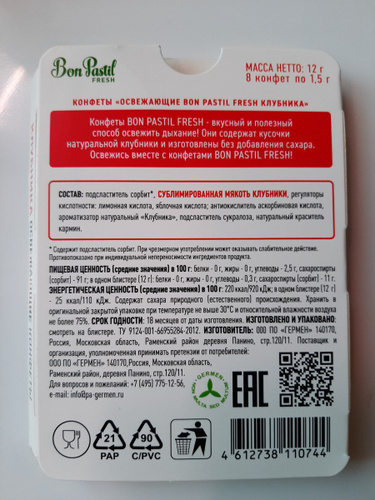 Bon Pastil
FRESH
МАССА НЕТТО: 12 г
8 конфет по 1,5 г
КОНФЕТЫ «ОСВЕЖАЮЩИЕ BON PASTIL FRESH КЛУБНИКА»
Конфеты BON PASTIL FRESH - вкусный и полезный
способ освежить дыхание! Они содержат кусочки
натуральной клубники и изготовлены без добавления сахара.
Освежись вместе с конфетами BON PASTIL FRESH!
СОСТАВ: подсластитель сорбит*, СУБЛИМИРОВАННАЯ МЯКОТЬ КЛУБНИКИ, регуляторы
кислотности: лимонная кислота, яблочная кислота; антиокислитель аскорбиновая кислота,
ароматизатор натуральный «Клубника», подсластитель сукралоза, натуральный краситель
кармин.
* Содержит подсластитель сорбит. При чрезмерном употреблении может оказывать слабительное действие.
Противопоказано при индивидуальной непереносимости ингредиентов продукта.
ПИЩЕВАЯ ЦЕННОСТЬ (средние значения) в 100 г: белки - 0 г, жиры - 0 г, углеводы - 2,5 г, сахароспирты
(сорбит) - 91 г; в одном блистере (12 г): белки - 0 г, жиры - 0 г, углеводы - 0,3 г, сахароспирты (сорбит) - 11 г.
ЭНЕРГЕТИЧЕСКАЯ ЦЕННОСТЬ (средние значения) в 100 г: 220 ккал/920 кДж; в одном блистере (12 г)
- 25 ккал/110 кДж. Содержит сахара природного (естественного) происхождения. Хранить в
оригинальной закрытой упаковке при температуре не выше 30°С и относительной влажности воздуха
не более 75%. СРОК ГОДНОСТИ: 18 месяцев от даты изготовления. ИЗГОТОВЛЕНО И УПАКОВАНО:
смотреть на упаковке. ТУ 9124-001-66955284-2012. ИЗГОТОВИТЕЛЬ: ООО ПО «ГЕРМЕН» 140170,
Россия, Московская область, Раменский район деревня Панино, стр.120/11. Поставщик и
организация, уполномоченная принимать претензии от потребителей:
ООО ПО «ГЕРМЕН» 140170, Россия, Московская область,
Раменский район, деревня Панино, стр.120/11.
Для вопросов и пожеланий: +7 (495) 775-12-56,
e-mail: info@pa-germen.ru
EAC
21
PAP
90
C/PVC
4 612738 110744